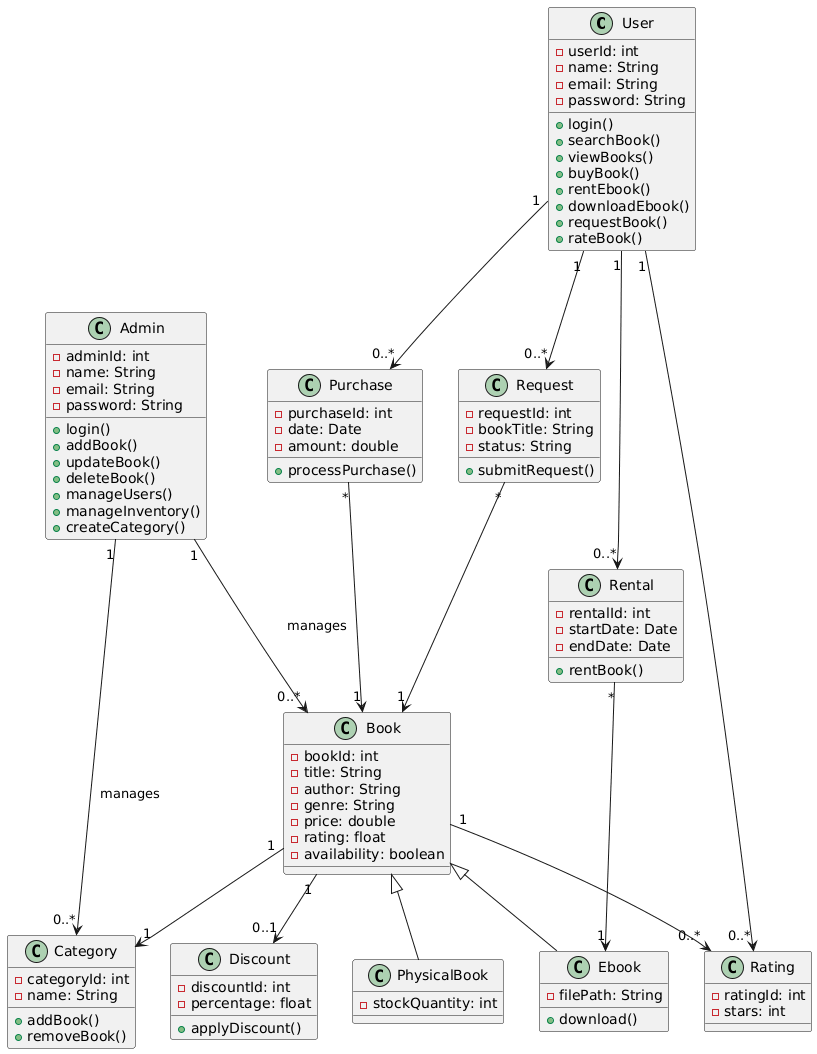 C User
userId: int
name: String
email: String
password: String
login()
searchBook()
viewBooks()
buyBook()
rentEbook()
downloadEbook()
requestBook()
rateBook()
1
1
1
1
C Admin
adminId: int
name: String
email: String
password: String
login()
addBook()
updateBook()
deleteBook()
manageUsers()
manageInventory()
createCategory()
0..*
0..*
C Purchase
purchaseId: int
date: Date
amount: double
processPurchase()
C Request
requestId: int
bookTitle: String
status: String
submitRequest()
*
*
1
1
0..*
C Rental
rentalId: int
startDate: Date
endDate: Date
rentBook()
*
manages
0..*
1
1
C Book
bookId: int
title: String
author: String
genre: String
price: double
rating: float
availability: boolean
manages
1
1
1
0..*
1
0..1
1
0..*
0..*
C Category
categoryId: int
name: String
addBook()
removeBook()
C Discount
discountId: int
percentage: float
applyDiscount()
C PhysicalBook
stockQuantity: int
C Ebook
filePath: String
download()
C Rating
ratingId: int
stars: int